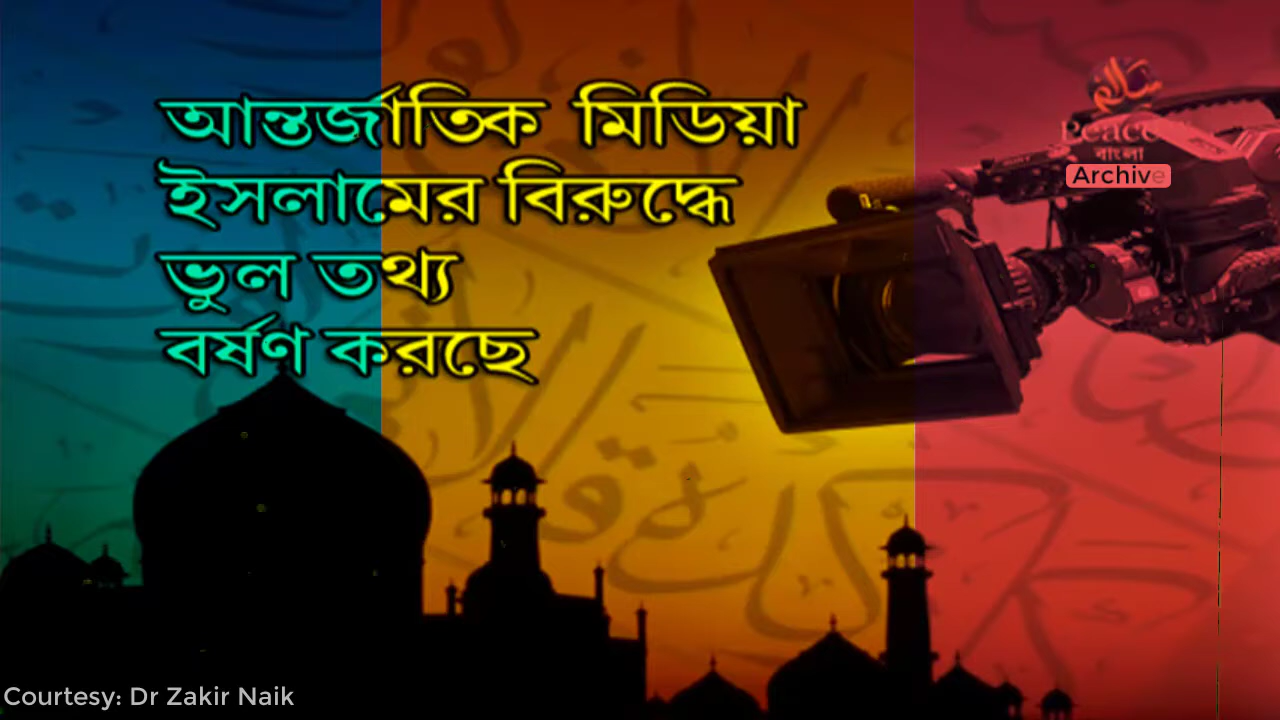 আন্তর্জাতিক মিডিয়া
ইসলামের বিরুদ্ধে
ভুল তথ্য
বর্ষণ করছে
Peace
বাংলা
Archive
Courtesy: Dr Zakir Naik